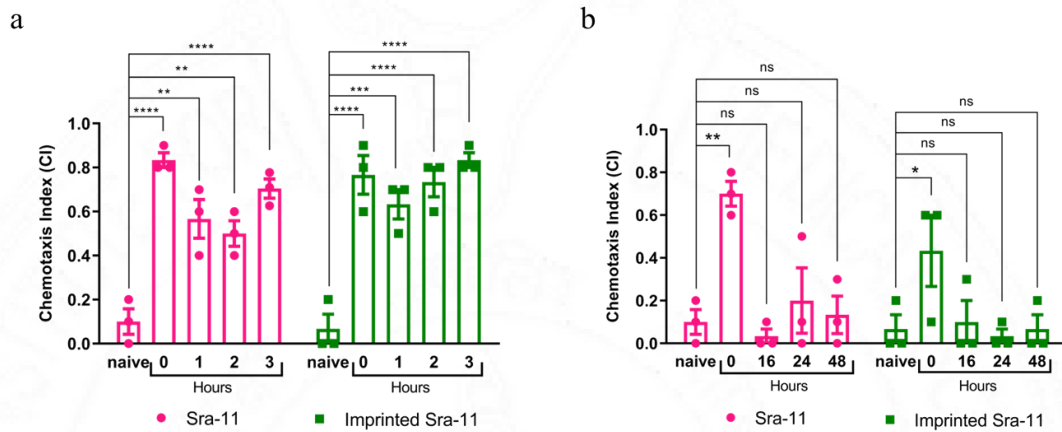 a
b
****
**
**
****
****
****
***
****
Chemotaxis Index (CI)
1.0
0.8
0.6
0.4
0.2
0.0
naive 0 1 2 3 naive 0 1 2 3
Hours Hours
Sra-11 Imprinted Sra-11
ns
ns
ns
**
ns
ns
ns
*
Chemotaxis Index (CI)
1.0
0.8
0.6
0.4
0.2
0.0
naive 0 16 24 48 naive 0 16 24 48
Hours Hours
Sra-11 Imprinted Sra-11